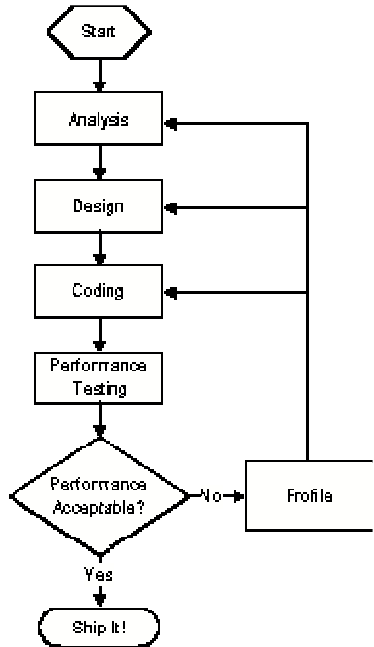 Start
Analysis
Design
Coding
Performance
Testing
Performance
Acceptable?
No
Profile
Yes
Ship It!